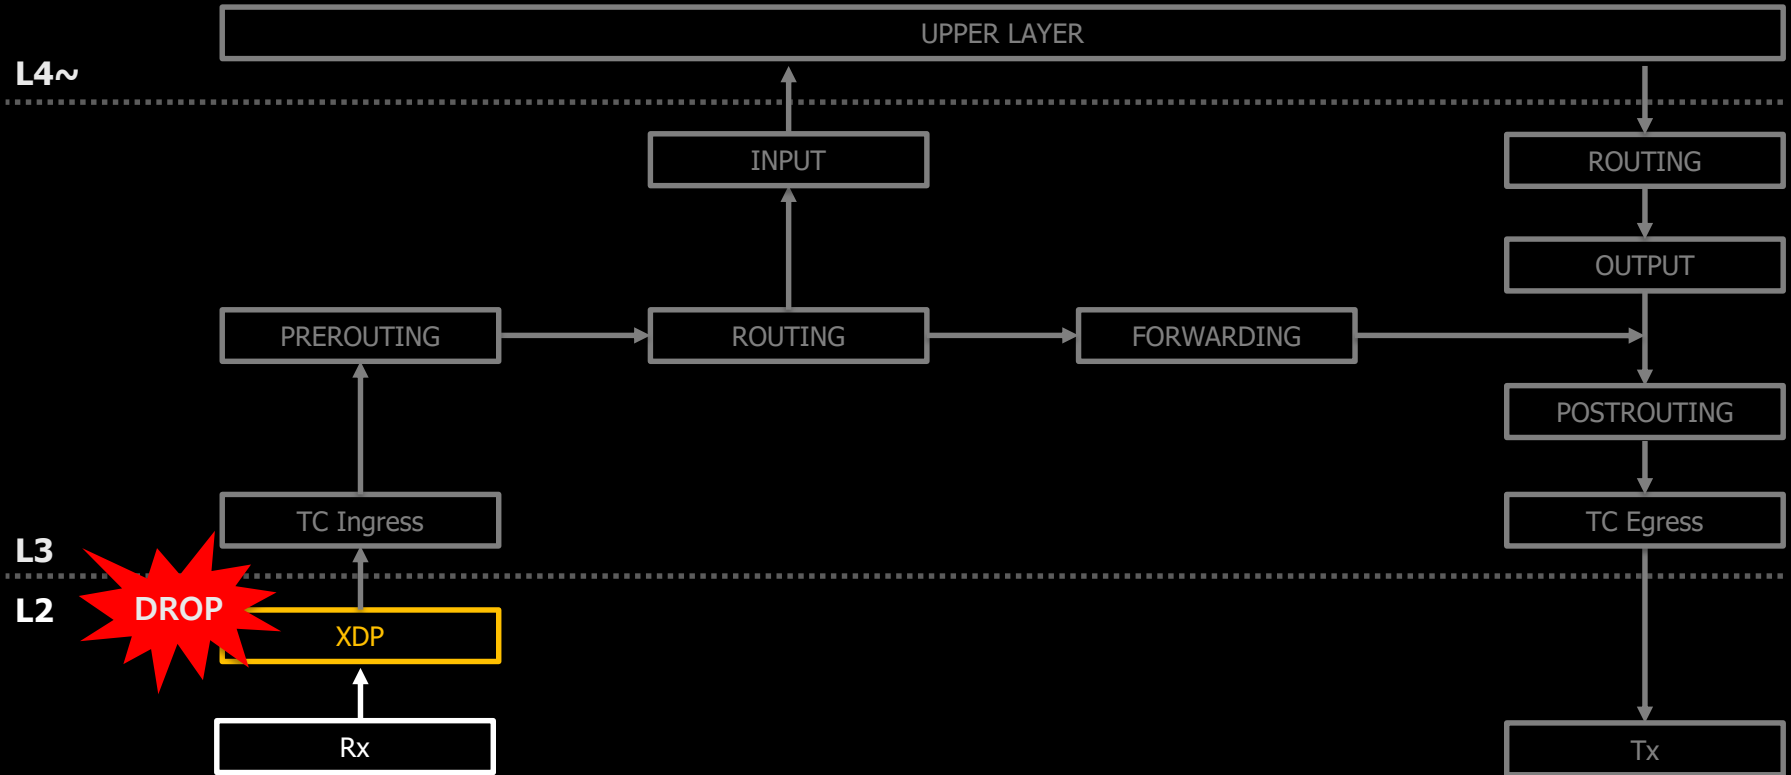 UPPER LAYER
L4~
INPUT
ROUTING
OUTPUT
PREROUTING
ROUTING
FORWARDING
POSTROUTING
TC Ingress
TC Egress
L3
L2
DROP
XDP
Rx
Tx